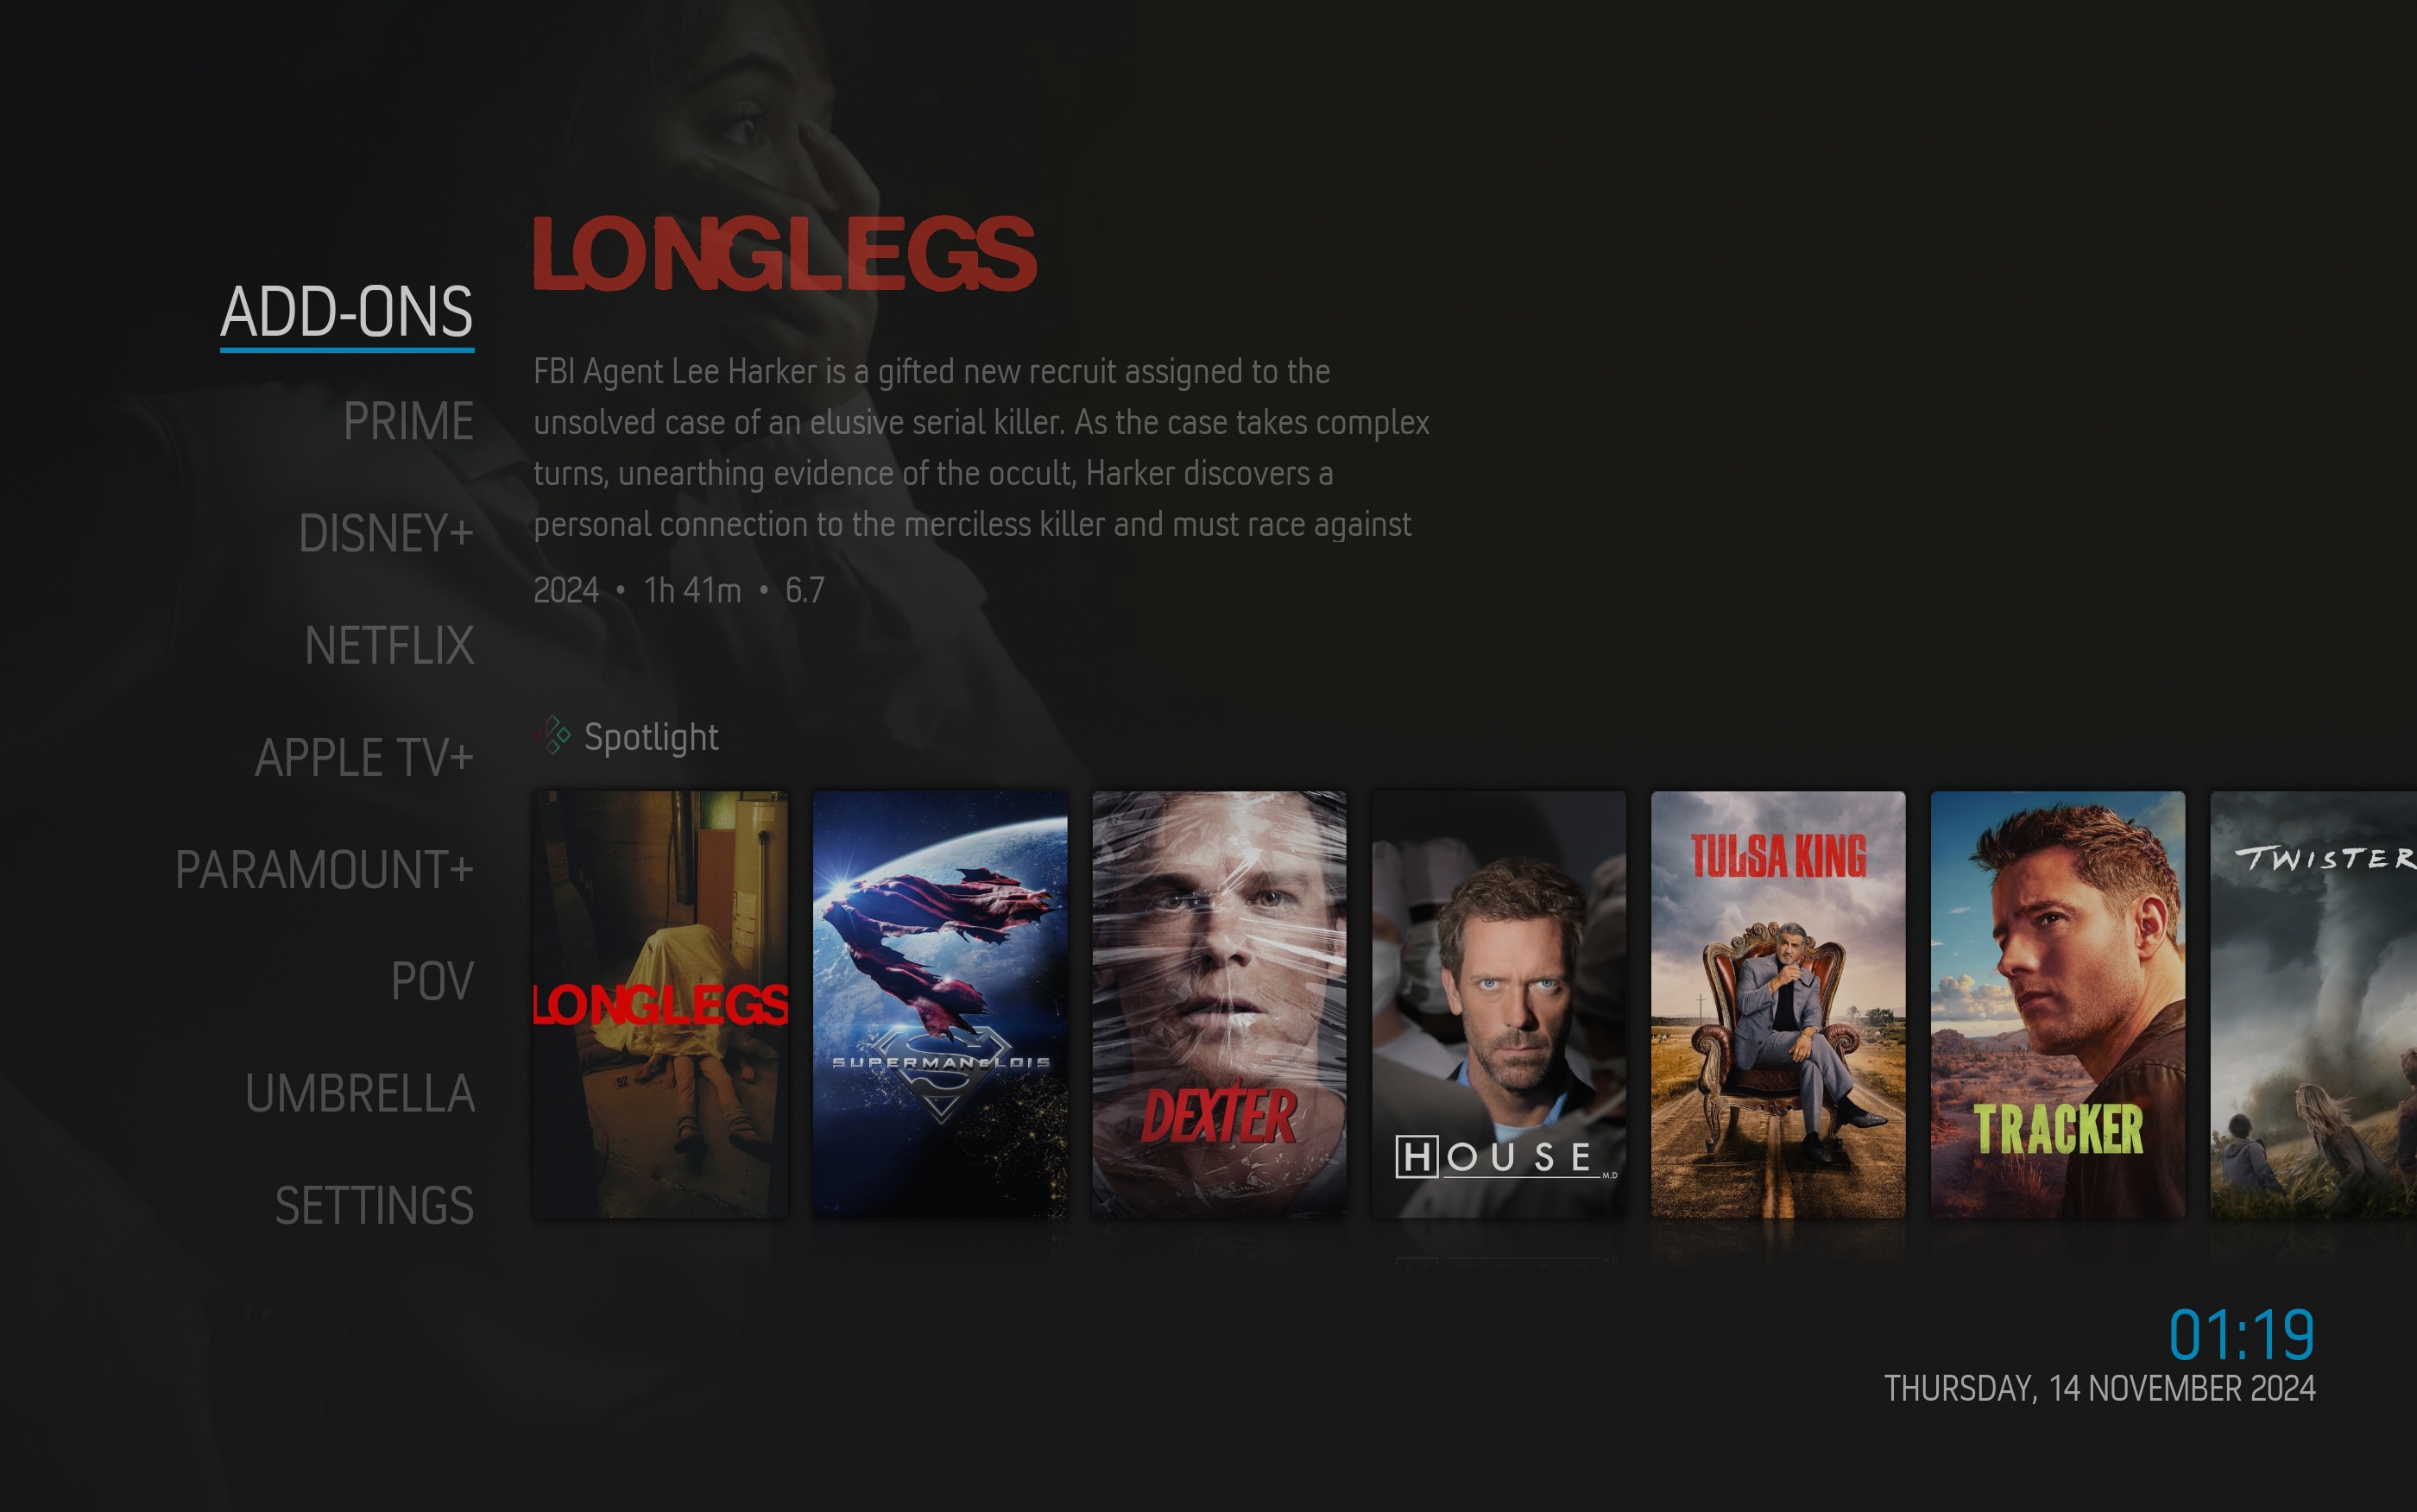 LONGLEGS
ADD-ONS
FBI Agent Lee Harker is a gifted new recruit assigned to the
unsolved case of an elusive serial killer. As the case takes complex
turns, unearthing evidence of the occult, Harker discovers a
personal connection to the merciless killer and must race against
2024 • 1h 41m • 6.7
PRIME
DISNEY+
NETFLIX
APPLE TV+
PARAMOUNT+
POV
UMBRELLA
SETTINGS
Spotlight
LONGLEGS
SUPERMAN & LOIS
DEXTER
HOUSE M.D
TULSA KING
TRACKER
TWISTER
01:19
THURSDAY, 14 NOVEMBER 2024